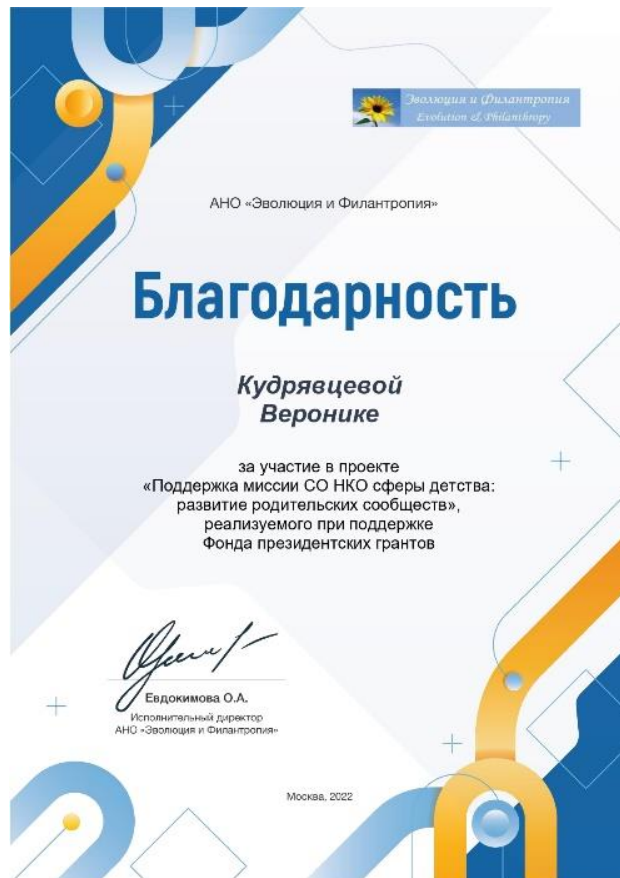 Эволюция и Филантропия
Evolution & Philanthropy
АНО «Эволюция и Филантропия»
Благодарность
Кудрявцевой
Веронике
за участие в проекте
«Поддержка миссии СО НКО сферы детства:
развитие родительских сообществ»,
реализуемого при поддержке
Фонда президентских грантов
Евдокимова О.А.
Исполнительный директор
АНО «Эволюция и Филантропия»
Москва, 2022